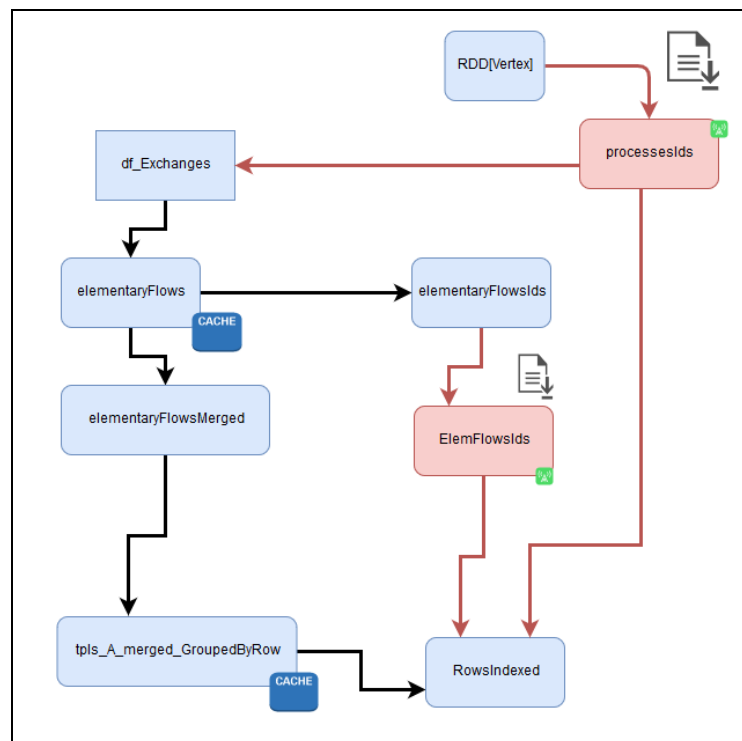 RDD[Vertex]
processesIds
df_Exchanges
elementaryFlows
elementaryFlowsIds
CACHE
elementaryFlowsMerged
ElemFlowsIds
tpls_A_merged_GroupedByRow
RowsIndexed
CACHE